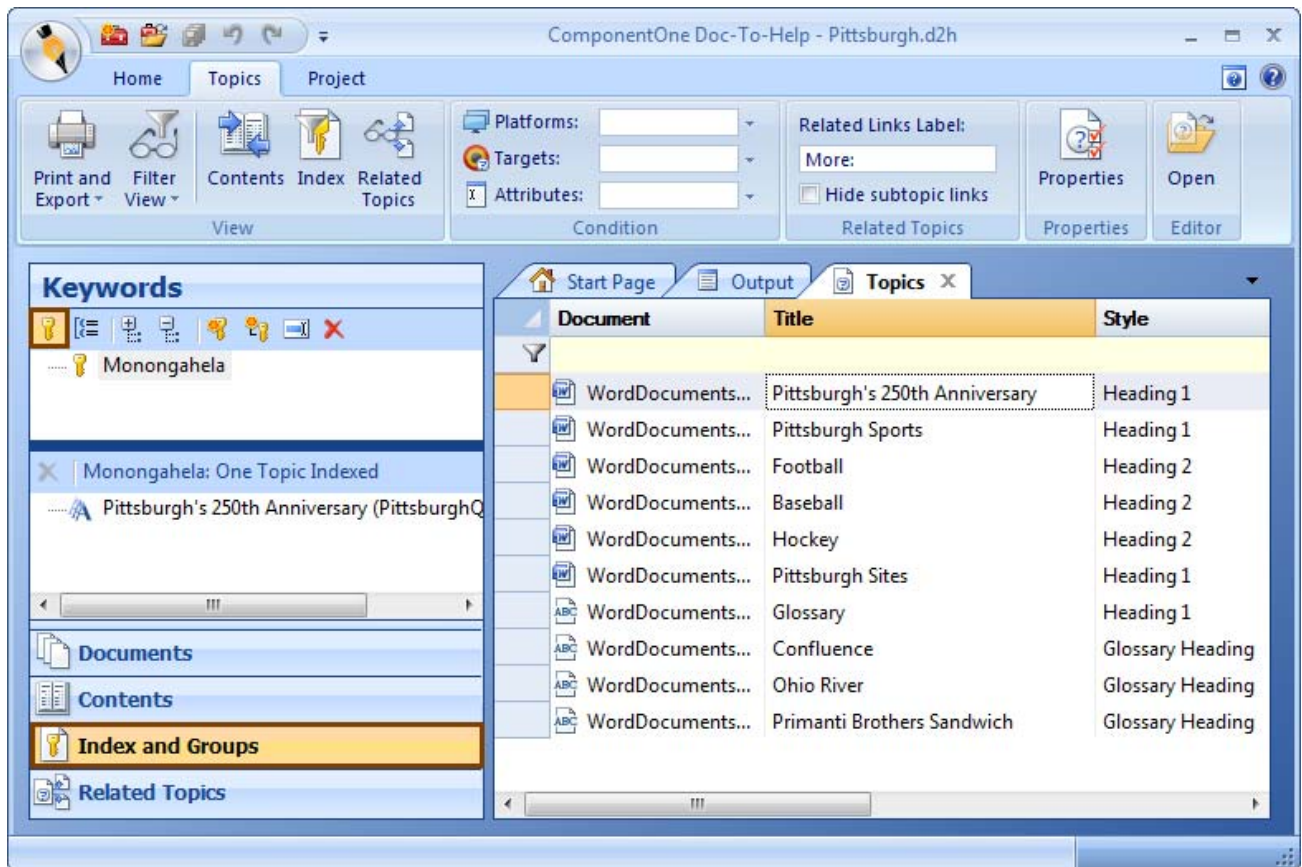 ComponentOne Doc-To-Help - Pittsburgh.d2h
Home Topics Project
Print and Export
Filter View
Contents
Index
Related Topics
View
Platforms:
Targets:
Attributes:
Condition
Related Links Label:
More:
Hide subtopic links
Related Topics
Properties
Properties
Open
Editor
Keywords
Monongahela
Monongahela: One Topic Indexed
Pittsburgh's 250th Anniversary (PittsburghQ
Documents
Contents
Index and Groups
Related Topics
Start Page Output Topics
Document Title Style
WordDocuments... Pittsburgh's 250th Anniversary Heading 1
WordDocuments... Pittsburgh Sports Heading 1
WordDocuments... Football Heading 2
WordDocuments... Baseball Heading 2
WordDocuments... Hockey Heading 2
WordDocuments... Pittsburgh Sites Heading 1
WordDocuments... Glossary Heading 1
WordDocuments... Confluence Glossary Heading
WordDocuments... Ohio River Glossary Heading
WordDocuments... Primanti Brothers Sandwich Glossary Heading